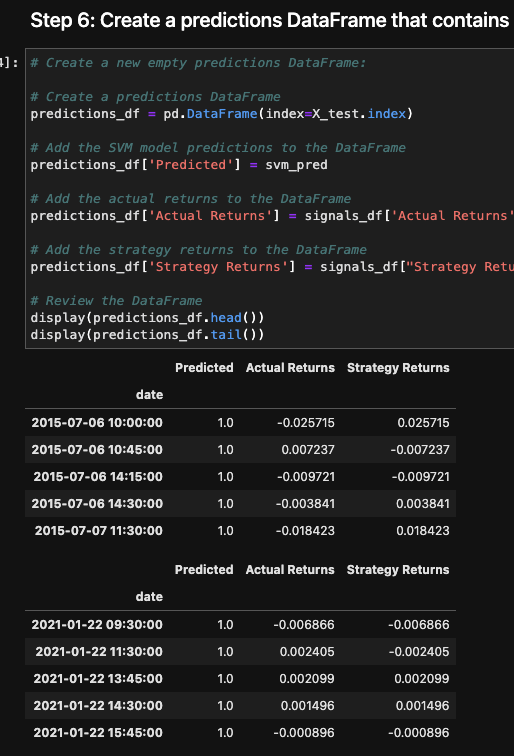 Step 6: Create a predictions DataFrame that contains
]:
# Create a new empty predictions DataFrame:
# Create a predictions DataFrame
predictions_df = pd.DataFrame(index=X_test.index)
# Add the SVM model predictions to the DataFrame
predictions_df['Predicted'] = svm_pred
# Add the actual returns to the DataFrame
predictions_df['Actual Returns'] = signals_df['Actual Returns'
# Add the strategy returns to the DataFrame
predictions_df['Strategy Returns'] = signals_df["Strategy Retu
# Review the DataFrame
display(predictions_df.head())
display(predictions_df.tail())
Predicted Actual Returns Strategy Returns
date
2015-07-06 10:00:00 1.0 -0.025715 0.025715
2015-07-06 10:45:00 1.0 0.007237 -0.007237
2015-07-06 14:15:00 1.0 -0.009721 -0.009721
2015-07-06 14:30:00 1.0 -0.003841 0.003841
2015-07-07 11:30:00 1.0 -0.018423 0.018423
Predicted Actual Returns Strategy Returns
date
2021-01-22 09:30:00 1.0 -0.006866 -0.006866
2021-01-22 11:30:00 1.0 0.002405 -0.002405
2021-01-22 13:45:00 1.0 0.002099 0.002099
2021-01-22 14:30:00 1.0 0.001496 0.001496
2021-01-22 15:45:00 1.0 -0.000896 -0.000896